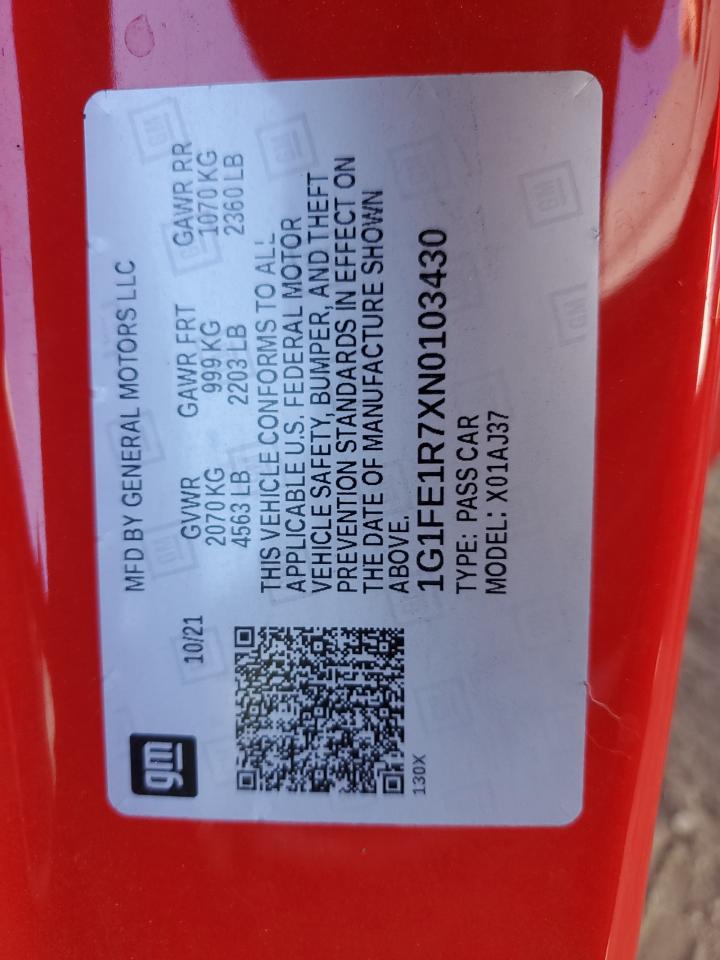 gm
10/21
MFD BY GENERAL MOTORS LLC
GVWR GAWR FRT GAWR RR
2070 KG 999 KG 1070 KG
4563 LB 2203 LB 2360 LB
THIS VEHICLE CONFORMS TO ALL
APPLICABLE U.S. FEDERAL MOTOR
VEHICLE SAFETY, BUMPER, AND THEFT
PREVENTION STANDARDS IN EFFECT ON
THE DATE OF MANUFACTURE SHOWN
ABOVE.
1G1FE1R7XN0103430
TYPE: PASS CAR
MODEL: X01AJ37
130X